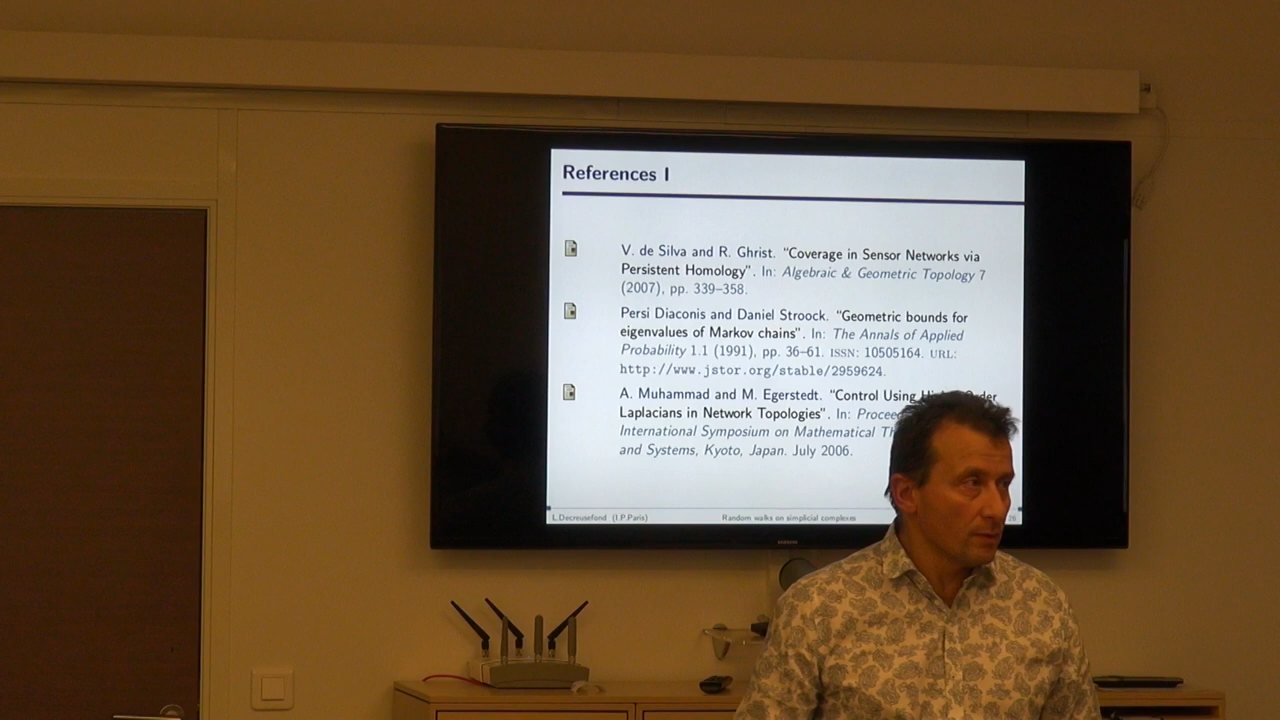 References I
V. de Silva and R. Ghrist. “Coverage in Sensor Networks via
Persistent Homology”. In: Algebraic & Geometric Topology 7
(2007), pp. 339–358.
Persi Diaconis and Daniel Stroock. “Geometric bounds for
eigenvalues of Markov chains”. In: The Annals of Applied
Probability 1.1 (1991), pp. 36–61. ISSN: 10505164. URL:
http://www.jstor.org/stable/2959624.
A. Muhammad and M. Egerstedt. “Control Using Higher Order
Laplacians in Network Topologies”. In:
International Symposium on Mathematical
and Systems, Kyoto, Japan. July 2006.
L.Decreusefond (I.P.Paris) Random walks on simplicial complexes 26
SAMSUNG